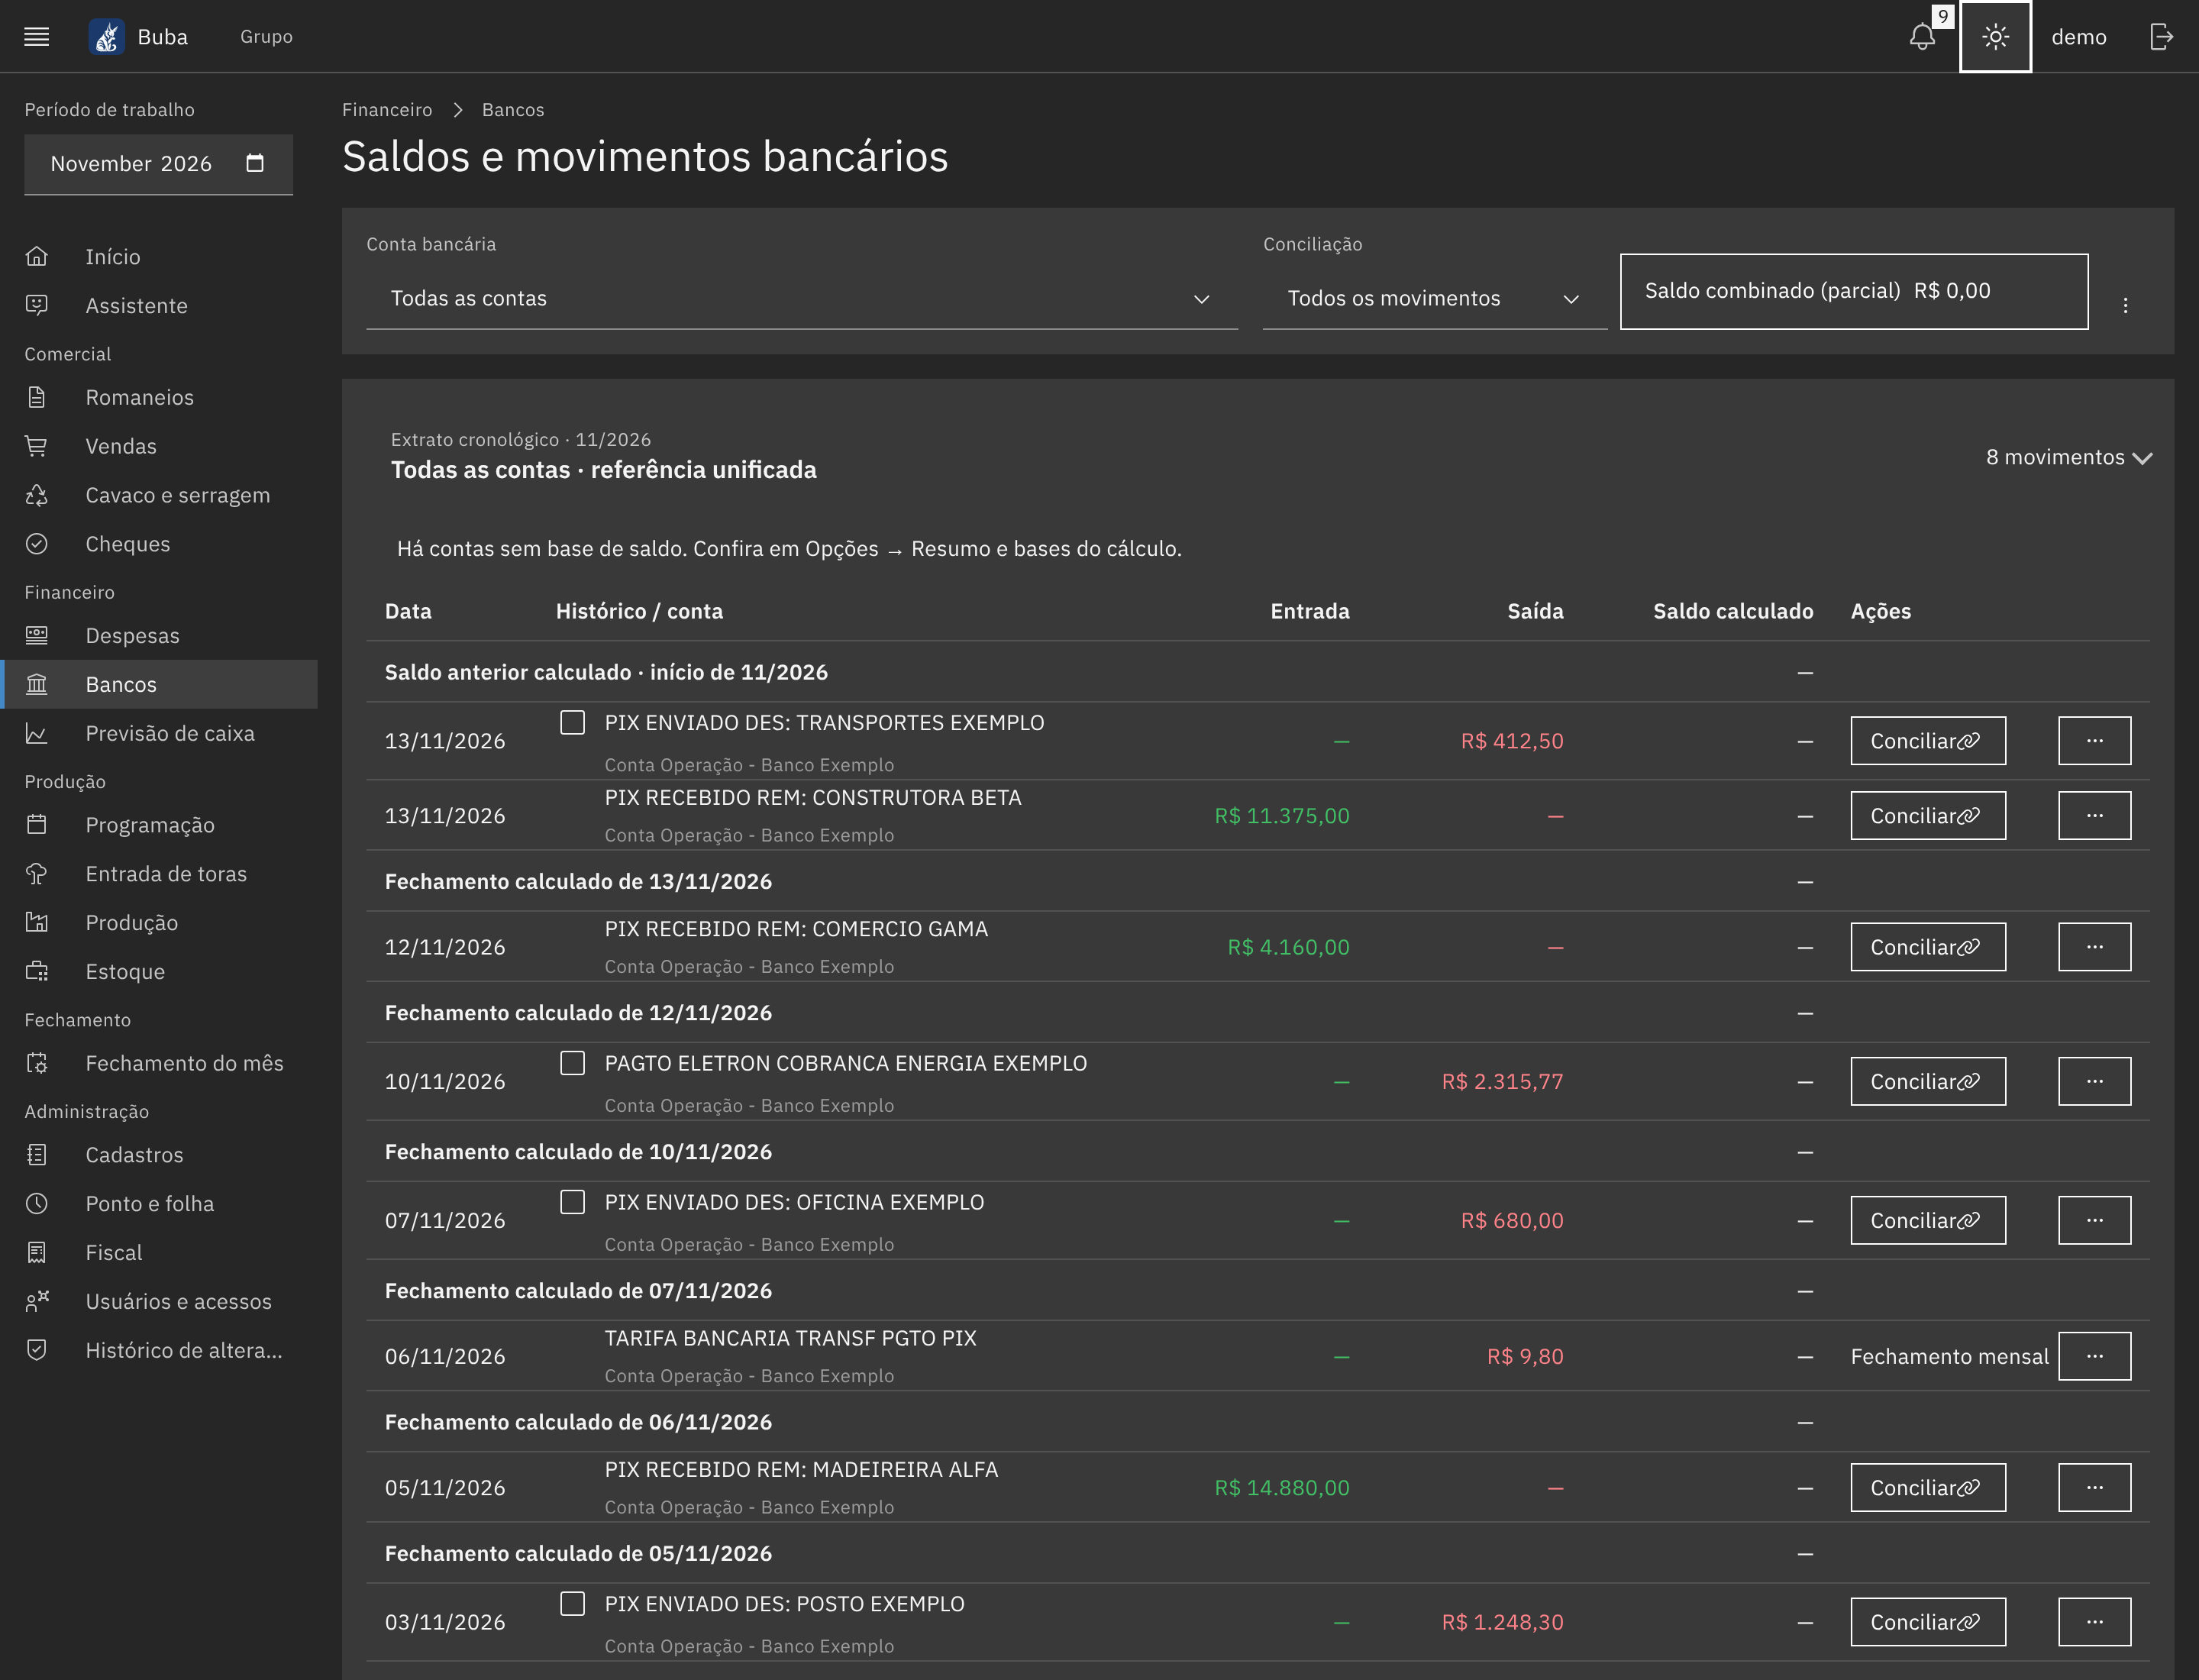 Buba
Grupo
9
demo
Período de trabalho
November 2026
Início
Assistente
Comercial
Romaneios
Vendas
Cavaco e serragem
Cheques
Financeiro
Despesas
Bancos
Previsão de caixa
Produção
Programação
Entrada de toras
Produção
Estoque
Fechamento
Fechamento do mês
Administração
Cadastros
Ponto e folha
Fiscal
Usuários e acessos
Histórico de altera...
Financeiro > Bancos
Saldos e movimentos bancários
Conta bancária
Todas as contas
Conciliação
Todos os movimentos
Saldo combinado (parcial) R$ 0,00
Extrato cronológico · 11/2026
Todas as contas · referência unificada
8 movimentos
Há contas sem base de saldo. Confira em Opções → Resumo e bases do cálculo.
Data Histórico / conta Entrada Saída Saldo calculado Ações
Saldo anterior calculado · início de 11/2026 —
13/11/2026 PIX ENVIADO DES: TRANSPORTES EXEMPLO — R$ 412,50 — Conciliar ...
Conta Operação - Banco Exemplo
13/11/2026 PIX RECEBIDO REM: CONSTRUTORA BETA R$ 11.375,00 — — Conciliar ...
Conta Operação - Banco Exemplo
Fechamento calculado de 13/11/2026 —
12/11/2026 PIX RECEBIDO REM: COMERCIO GAMA R$ 4.160,00 — — Conciliar ...
Conta Operação - Banco Exemplo
Fechamento calculado de 12/11/2026 —
10/11/2026 PAGTO ELETRON COBRANCA ENERGIA EXEMPLO — R$ 2.315,77 — Conciliar ...
Conta Operação - Banco Exemplo
Fechamento calculado de 10/11/2026 —
07/11/2026 PIX ENVIADO DES: OFICINA EXEMPLO — R$ 680,00 — Conciliar ...
Conta Operação - Banco Exemplo
Fechamento calculado de 07/11/2026 —
06/11/2026 TARIFA BANCARIA TRANSF PGTO PIX — R$ 9,80 — Fechamento mensal ...
Conta Operação - Banco Exemplo
Fechamento calculado de 06/11/2026 —
05/11/2026 PIX RECEBIDO REM: MADEIREIRA ALFA R$ 14.880,00 — — Conciliar ...
Conta Operação - Banco Exemplo
Fechamento calculado de 05/11/2026 —
03/11/2026 PIX ENVIADO DES: POSTO EXEMPLO — R$ 1.248,30 — Conciliar ...
Conta Operação - Banco Exemplo